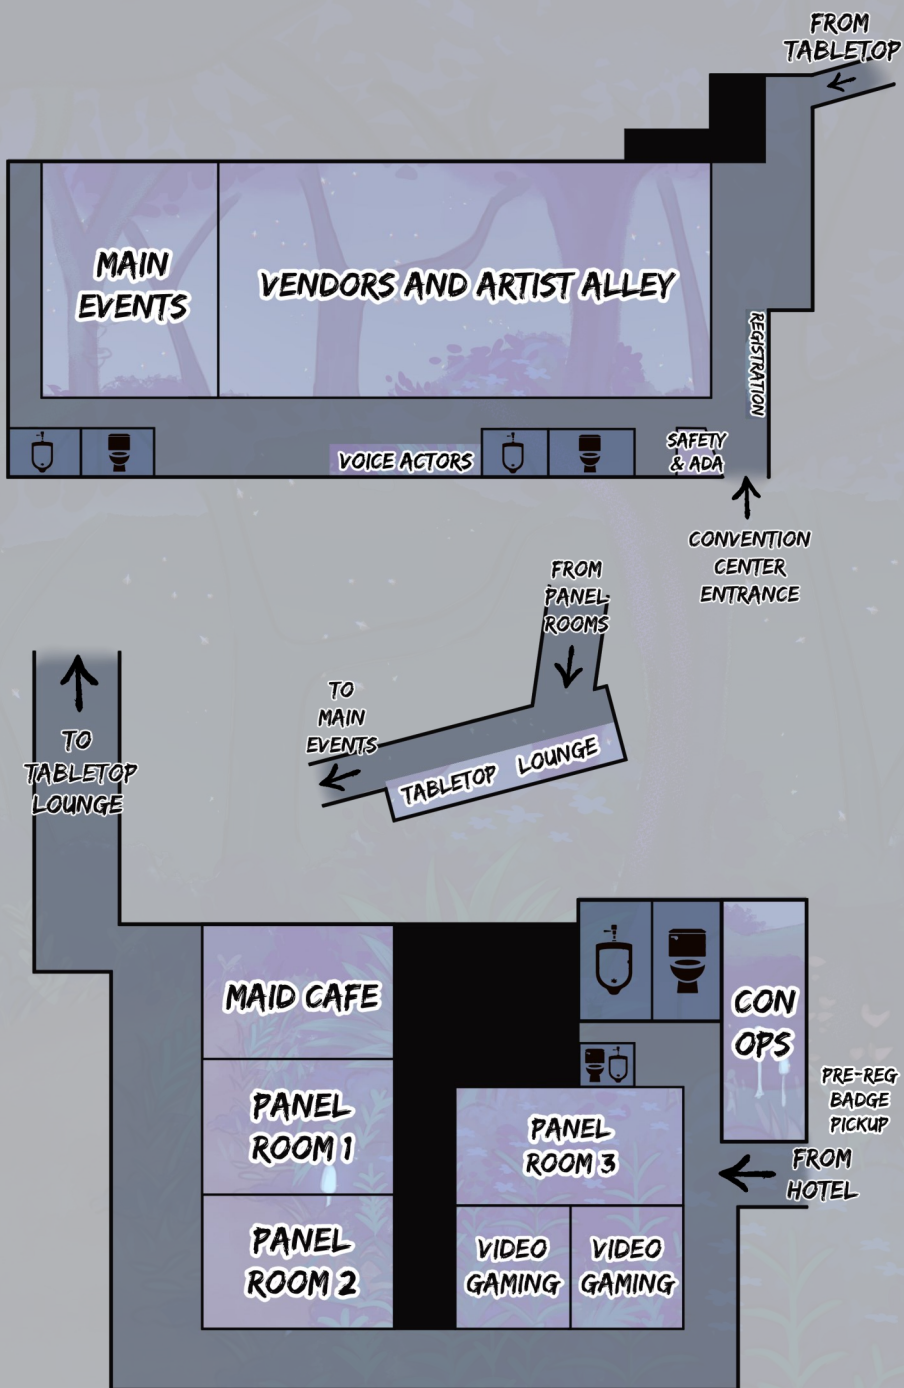 FROM
TABLETOP
MAIN
EVENTS
VENDORS AND ARTIST ALLEY
REGISTRATION
VOICE ACTORS
SAFETY
& ADA
CONVENTION
CENTER
ENTRANCE
FROM
PANEL
ROOMS
TO
MAIN
EVENTS
TABLETOP LOUNGE
TO
TABLETOP
LOUNGE
MAID CAFE
CON
OPS
PANEL
ROOM 1
PRE-REG
BADGE
PICKUP
PANEL
ROOM 3
FROM
HOTEL
PANEL
ROOM 2
VIDEO
GAMING
VIDEO
GAMING